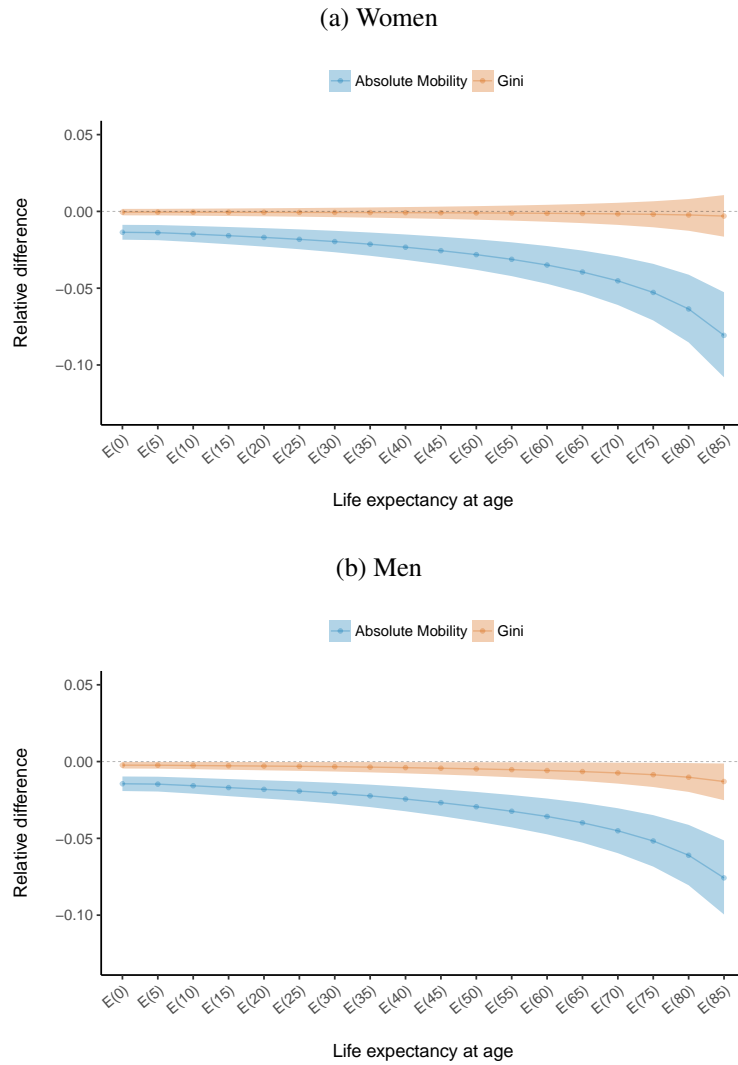 (a) Women
Absolute Mobility Gini
0.05
0.00
−0.05
−0.10
Relative difference
E(0) E(5) E(10) E(15) E(20) E(25) E(30) E(35) E(40) E(45) E(50) E(55) E(60) E(65) E(70) E(75) E(80) E(85)
Life expectancy at age
(b) Men
Absolute Mobility Gini
0.05
0.00
−0.05
−0.10
Relative difference
E(0) E(5) E(10) E(15) E(20) E(25) E(30) E(35) E(40) E(45) E(50) E(55) E(60) E(65) E(70) E(75) E(80) E(85)
Life expectancy at age